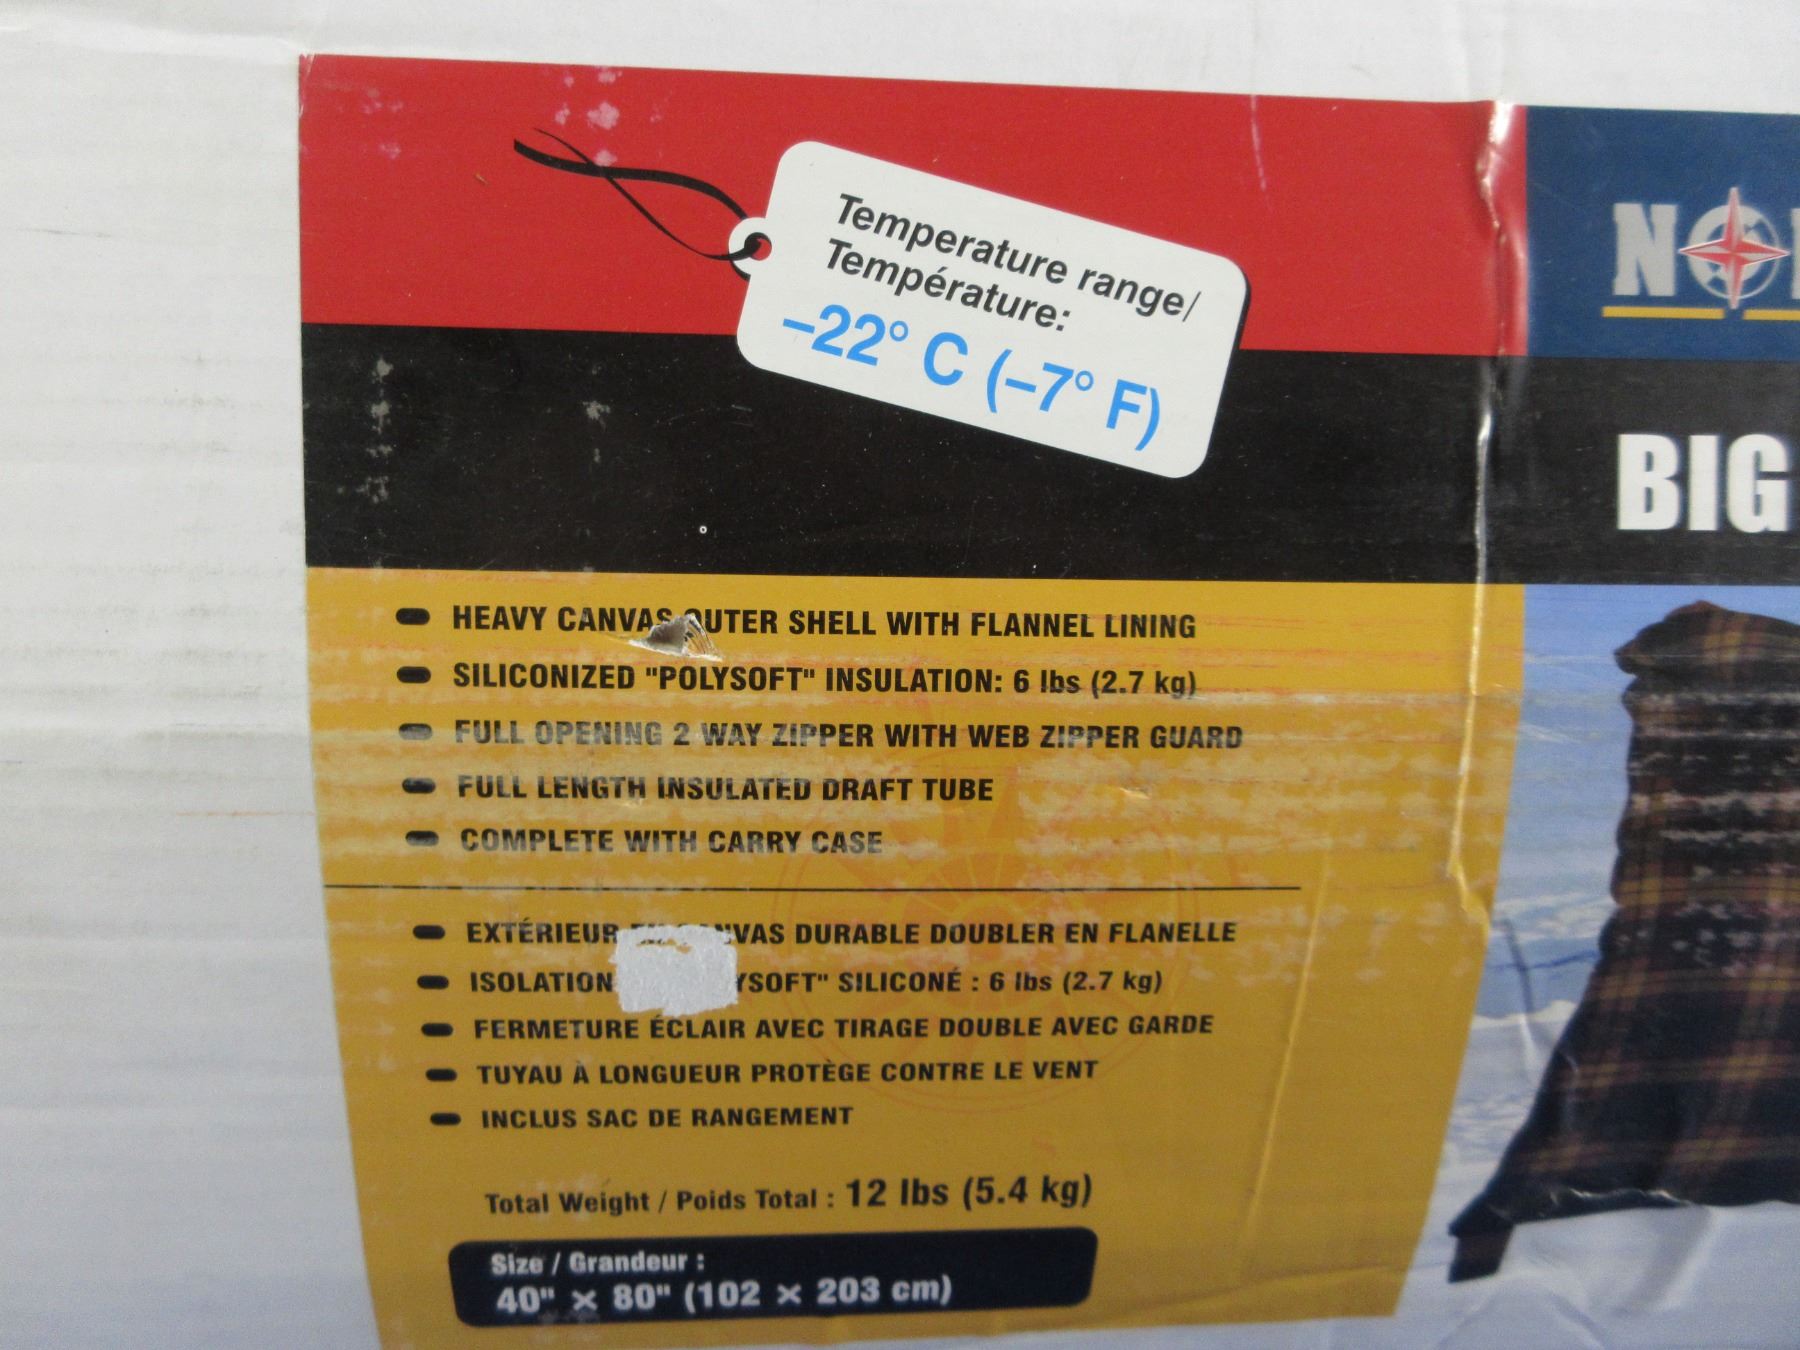 Temperature range/
Température:
–22° C (–7° F)
BIG
HEAVY CANVAS OUTER SHELL WITH FLANNEL LINING
SILICONIZED "POLYSOFT" INSULATION: 6 lbs (2.7 kg)
FULL OPENING 2 WAY ZIPPER WITH WEB ZIPPER GUARD
FULL LENGTH INSULATED DRAFT TUBE
COMPLETE WITH CARRY CASE
EXTÉRIEUR CANVAS DURABLE DOUBLER EN FLANELLE
ISOLATION YSOFT" SILICONÉ : 6 lbs (2.7 kg)
FERMETURE ÉCLAIR AVEC TIRAGE DOUBLE AVEC GARDE
TUYAU À LONGUEUR PROTÈGE CONTRE LE VENT
INCLUS SAC DE RANGEMENT
Total Weight / Poids Total : 12 lbs (5.4 kg)
Size / Grandeur :
40" × 80" (102 × 203 cm)